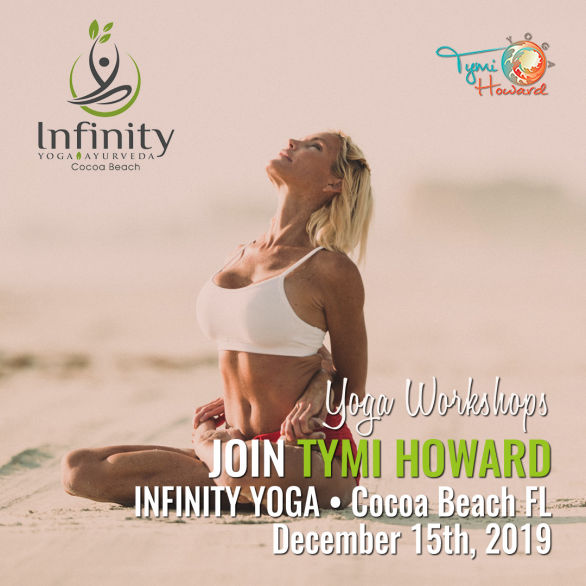 Infinity
YOGA AYURVEDA
Cocoa Beach
YOGA
Tymi
Howard
Yoga Workshops
JOIN TYMI HOWARD
INFINITY YOGA • Cocoa Beach FL
December 15th, 2019